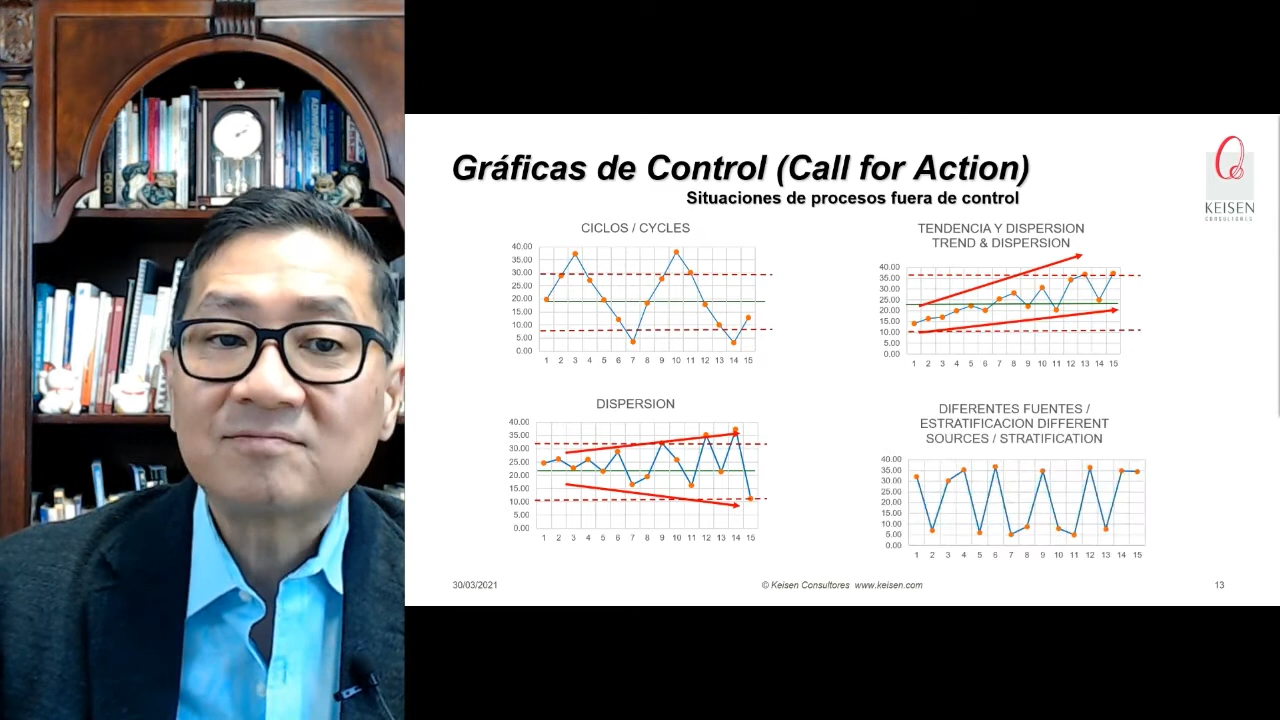 Gráficas de Control (Call for Action)
Situaciones de procesos fuera de control
KEISEN
CONSULTORES
CICLOS / CYCLES
40.00
35.00
30.00
25.00
20.00
15.00
10.00
5.00
0.00
1 2 3 4 5 6 7 8 9 10 11 12 13 14 15
TENDENCIA Y DISPERSION
TREND & DISPERSION
40.00
35.00
30.00
25.00
20.00
15.00
10.00
5.00
0.00
1 2 3 4 5 6 7 8 9 10 11 12 13 14 15
DISPERSION
40.00
35.00
30.00
25.00
20.00
15.00
10.00
5.00
0.00
1 2 3 4 5 6 7 8 9 10 11 12 13 14 15
DIFERENTES FUENTES /
ESTRATIFICACION DIFFERENT
SOURCES / STRATIFICATION
40.00
35.00
30.00
25.00
20.00
15.00
10.00
5.00
0.00
1 2 3 4 5 6 7 8 9 10 11 12 13 14 15
30/03/2021
© Keisen Consultores www.keisen.com
13